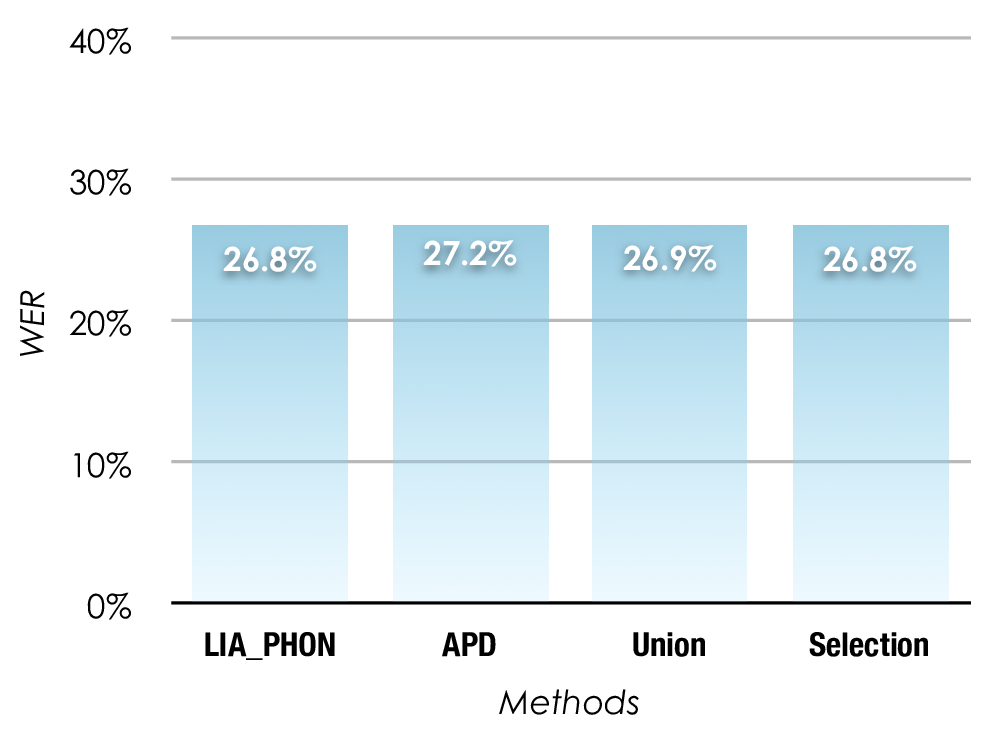 40%
30%
20%
10%
0%
WER
26.8%
27.2%
26.9%
26.8%
LIA_PHON
APD
Union
Selection
Methods